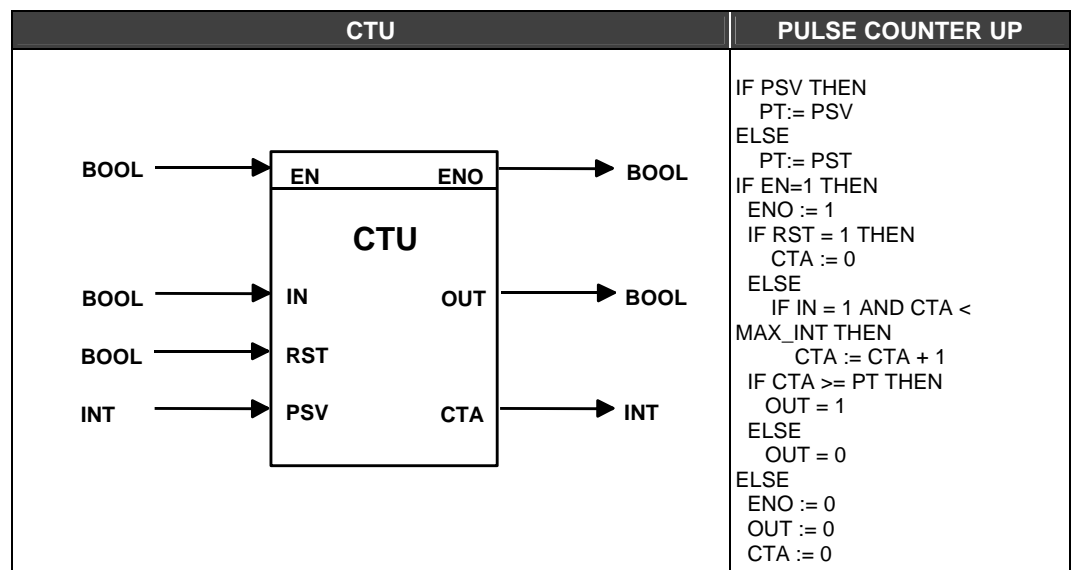 CTU PULSE COUNTER UP
BOOL EN ENO BOOL
CTU
BOOL IN OUT BOOL
BOOL RST
INT PSV CTA INT
IF PSV THEN
PT:= PSV
ELSE
PT:= PST
IF EN=1 THEN
ENO := 1
IF RST = 1 THEN
CTA := 0
ELSE
IF IN = 1 AND CTA <
MAX_INT THEN
CTA := CTA + 1
IF CTA >= PT THEN
OUT = 1
ELSE
OUT = 0
ELSE
ENO := 0
OUT := 0
CTA := 0